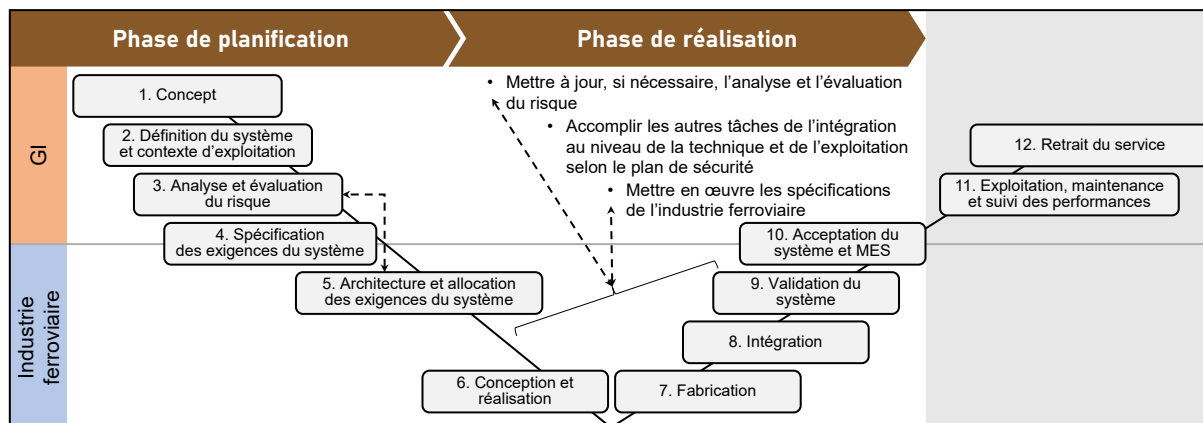 Phase de planification
Phase de réalisation
GI
Industrie
ferroviaire
1. Concept
2. Définition du système
et contexte d'exploitation
3. Analyse et évaluation
du risque
4. Spécification
des exigences du système
5. Architecture et allocation
des exigences du système
6. Conception et
réalisation
7. Fabrication
8. Intégration
9. Validation du
système
10. Acceptation du
système et MES
11. Exploitation, maintenance
et suivi des performances
12. Retrait du service
• Mettre à jour, si nécessaire, l'analyse et l'évaluation
du risque
• Accomplir les autres tâches de l'intégration
au niveau de la technique et de l'exploitation
selon le plan de sécurité
• Mettre en œuvre les spécifications
de l'industrie ferroviaire